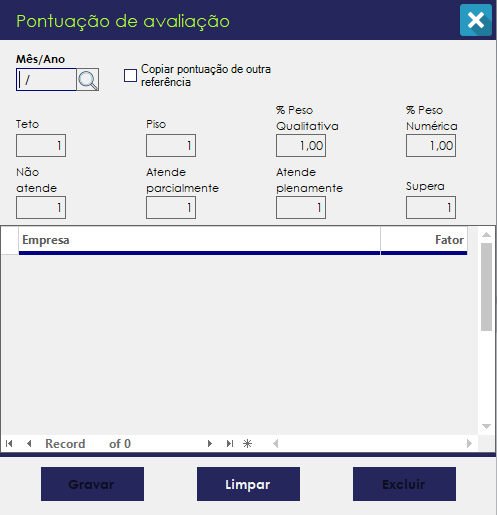 Pontuação de avaliação
Mês/Ano
/
Copiar pontuação de outra
referência
Teto
Piso
% Peso
Qualitativa
% Peso
Numérica
1
1
1,00
1,00
Não
atende
Atende
parcialmente
Atende
plenamente
Supera
1
1
1
1
Empresa Fator
Record of 0
Gravar Limpar Excluir